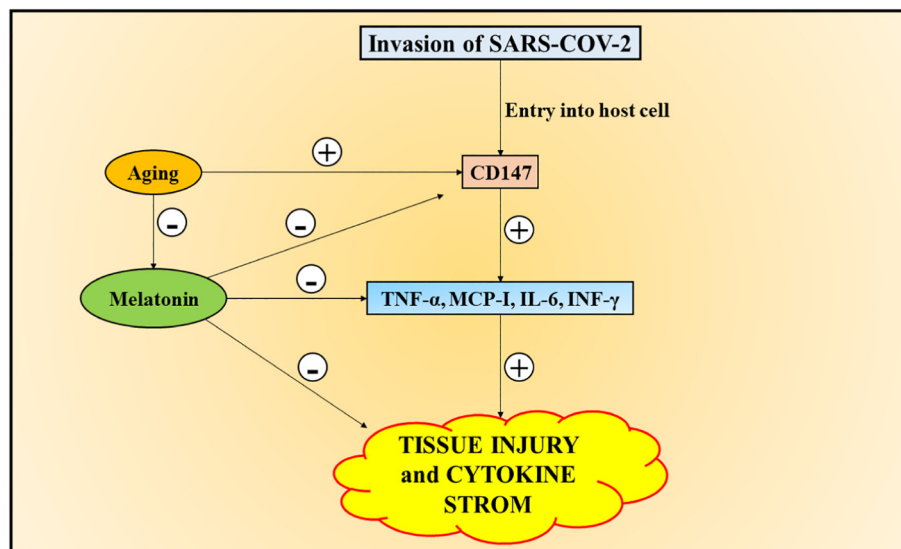 Invasion of SARS-COV-2
Entry into host cell
+
Aging
CD147
-
-
+
-
Melatonin
TNF-α, MCP-I, IL-6, INF-γ
-
+
TISSUE INJURY
and CYTOKINE
STROM